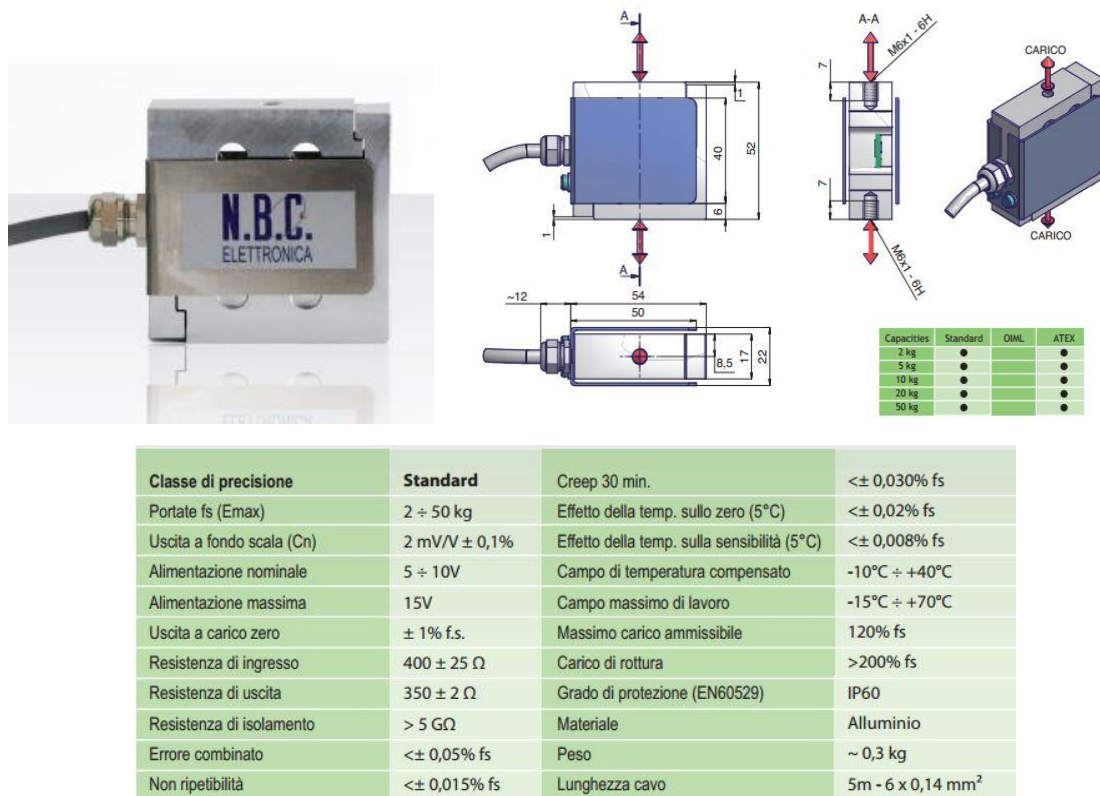 N.B.C.
ELETTRONICA
A
1
40
52
6
1
A
A-A
M6x1 - 6H
7
7
M6x1 - 6H
CARICO
CARICO
~12
54
50
8,5
17
22
Capacities Standard OIML ATEX
2 kg ● ●
5 kg ● ●
10 kg ● ●
20 kg ● ●
50 kg ● ●
Classe di precisione Standard Creep 30 min. <± 0,030% fs
Portate fs (Emax) 2 ÷ 50 kg Effetto della temp. sullo zero (5°C) <± 0,02% fs
Uscita a fondo scala (Cn) 2 mV/V ± 0,1% Effetto della temp. sulla sensibilità (5°C) <± 0,008% fs
Alimentazione nominale 5 ÷ 10V Campo di temperatura compensato -10°C ÷ +40°C
Alimentazione massima 15V Campo massimo di lavoro -15°C ÷ +70°C
Uscita a carico zero ± 1% f.s. Massimo carico ammissibile 120% fs
Resistenza di ingresso 400 ± 25 Ω Carico di rottura >200% fs
Resistenza di uscita 350 ± 2 Ω Grado di protezione (EN60529) IP60
Resistenza di isolamento > 5 GΩ Materiale Alluminio
Errore combinato <± 0,05% fs Peso ~ 0,3 kg
Non ripetibilità <± 0,015% fs Lunghezza cavo 5m - 6 x 0,14 mm²